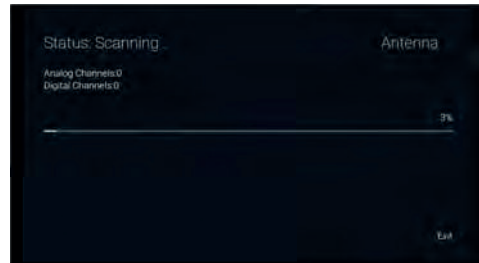 Status: Scanning
Antenna
Analog Channels:0
Digital Channels:0
3%
Exit